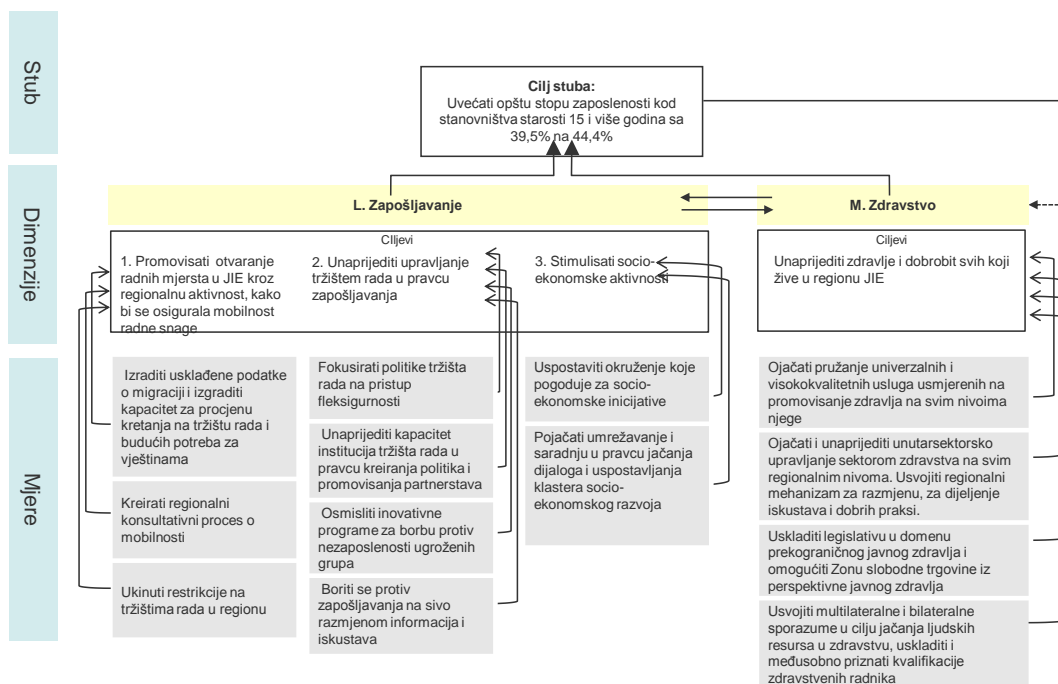 Stub
Cilj stuba:
Uvećati opštu stopu zaposlenosti kod
stanovništva starosti 15 i više godina sa
39,5% na 44,4%
Dimenzije
L. Zapošljavanje
M. Zdravstvo
CIljevi
1. Promovisati otvaranje
radnih mjersta u JIE kroz
regionalnu aktivnost, kako
bi se osigurala mobilnost
radne snage
2. Unaprijediti upravljanje
tržištem rada u pravcu
zapošljavanja
3. Stimulisati socio-
ekonomske aktivnosti
Ciljevi
Unaprijediti zdravlje i dobrobit svih koji
žive u regionu JIE
Mjere
Izraditi usklađene podatke
o migraciji i izgraditi
kapacitet za procjenu
kretanja na tržištu rada i
budućih potreba za
vještinama
Kreirati regionalni
konsultativni proces o
mobilnosti
Ukinuti restrikcije na
tržištima rada u regionu
Fokusirati politike tržišta
rada na pristup
fleksigurnosti
Unaprijediti kapacitet
institucija tržišta rada u
pravcu kreiranja politika i
promovisanja partnerstava
Osmisliti inovativne
programe za borbu protiv
nezaposlenosti ugroženih
grupa
Boriti se protiv
zapošljavanja na sivo
razmjenom informacija i
iskustava
Uspostaviti okruženje koje
pogoduje za socio-
ekonomske inicijative
Pojačati umrežavanje i
saradnju u pravcu jačanja
dijaloga i uspostavljanja
klastera socio-
ekonomskog razvoja
Ojačati pružanje univerzalnih i
visokokvalitetnih usluga usmjerenih na
promovisanje zdravlja na svim nivoima
njege
Ojačati i unaprijediti unutarsektorsko
upravljanje sektorom zdravstva na svim
regionalnim nivoma. Usvojiti regionalni
mehanizam za razmjenu, za dijeljenje
iskustava i dobrih praksi.
Uskladiti legislativu u domenu
prekograničnog javnog zdravlja i
omogućiti Zonu slobodne trgovine iz
perspektivne javnog zdravlja
Usvojiti multilateralne i bilateralne
sporazume u cilju jačanja ljudskih
resursa u zdravstvu, uskladiti i
međusobno priznati kvalifikacije
zdravstvenih radnika